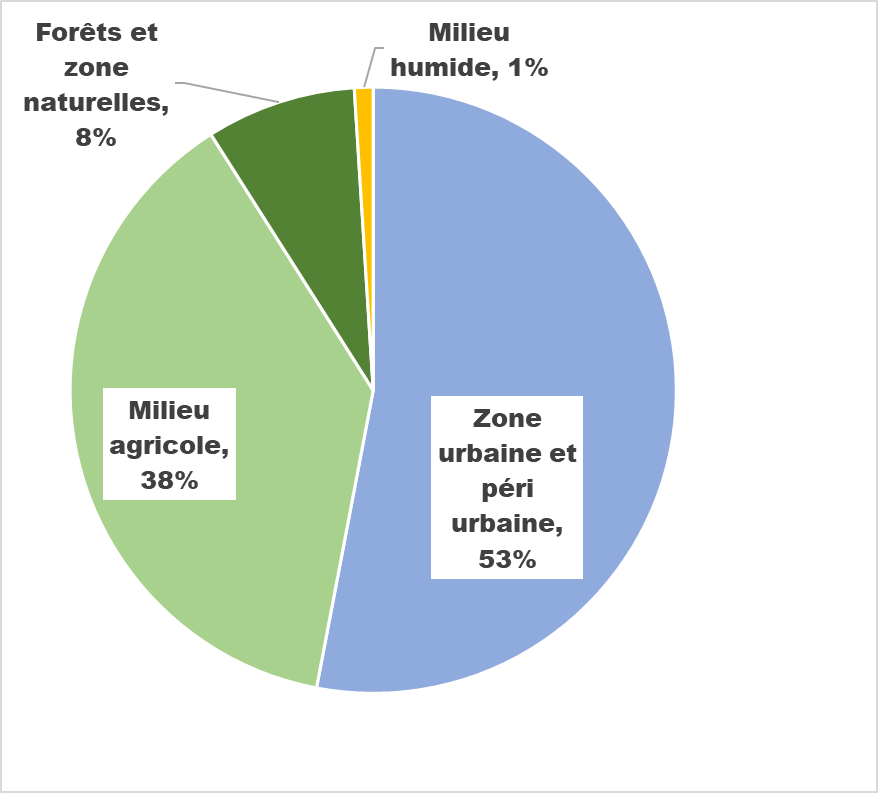 Forêts et
zone
naturelles,
8%
Milieu
humide, 1%
Milieu
agricole,
38%
Zone
urbaine et
péri
urbaine,
53%